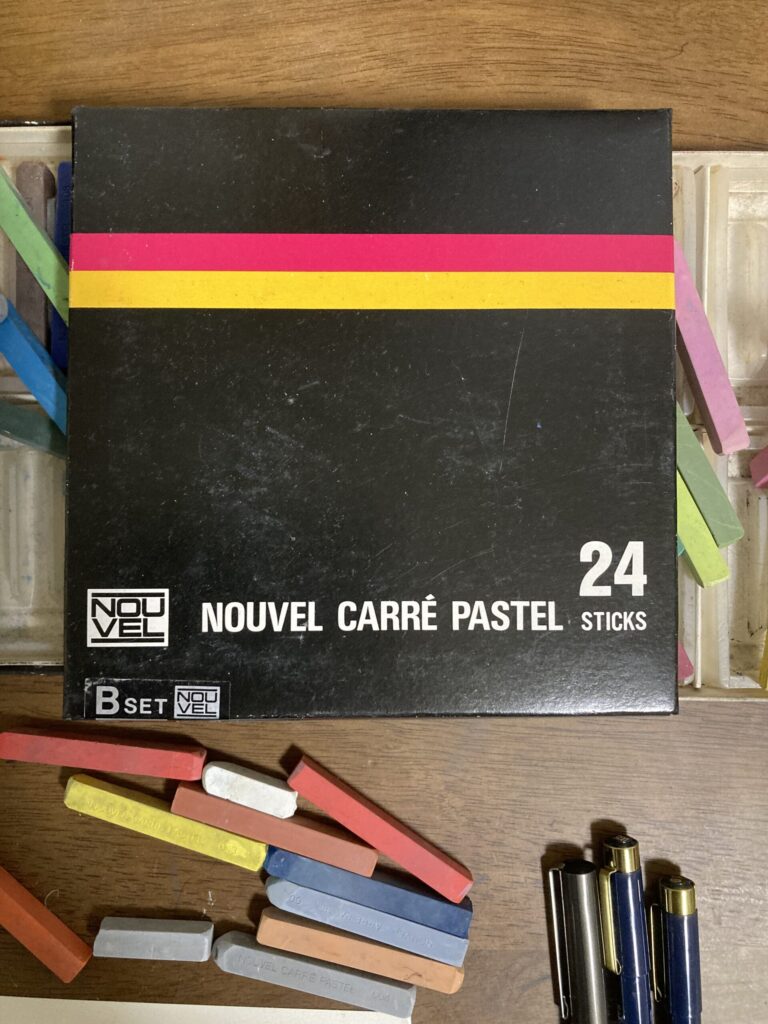 24
NOU
VEL
NOUVEL CARRÉ PASTEL STICKS
B SET NOU
VEL
NOUVEL CARRÉ PASTEL